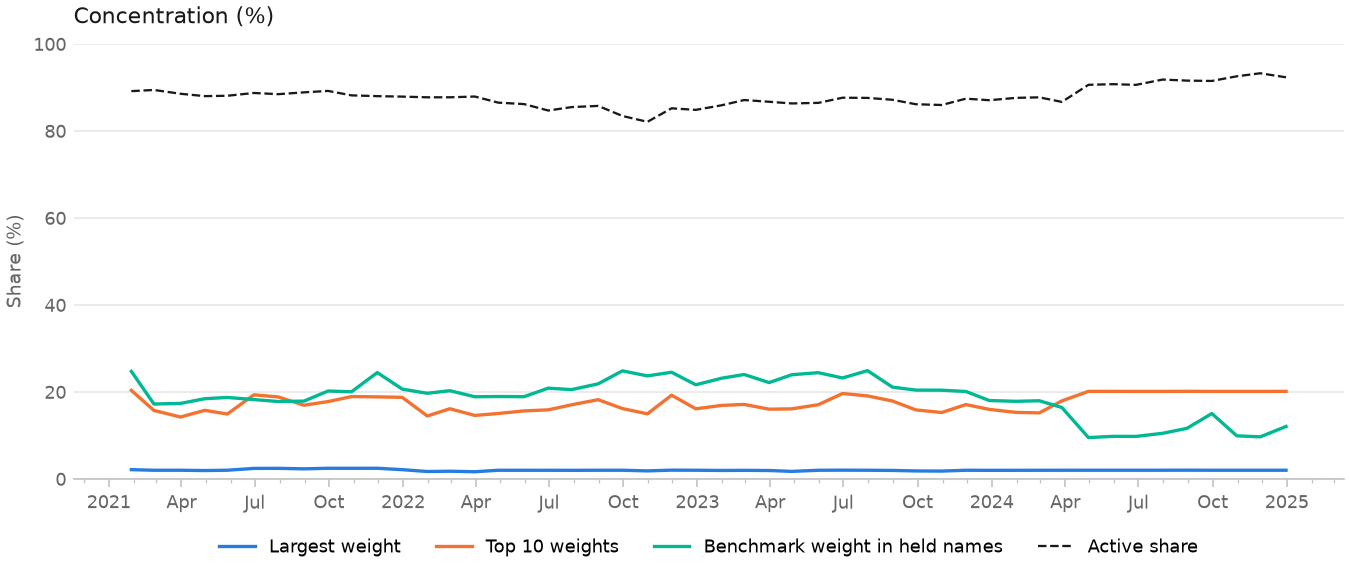 Concentration (%)
100
80
60
40
20
0
Share (%)
2021 Apr Jul Oct 2022 Apr Jul Oct 2023 Apr Jul Oct 2024 Apr Jul Oct 2025
Largest weight Top 10 weights Benchmark weight in held names Active share